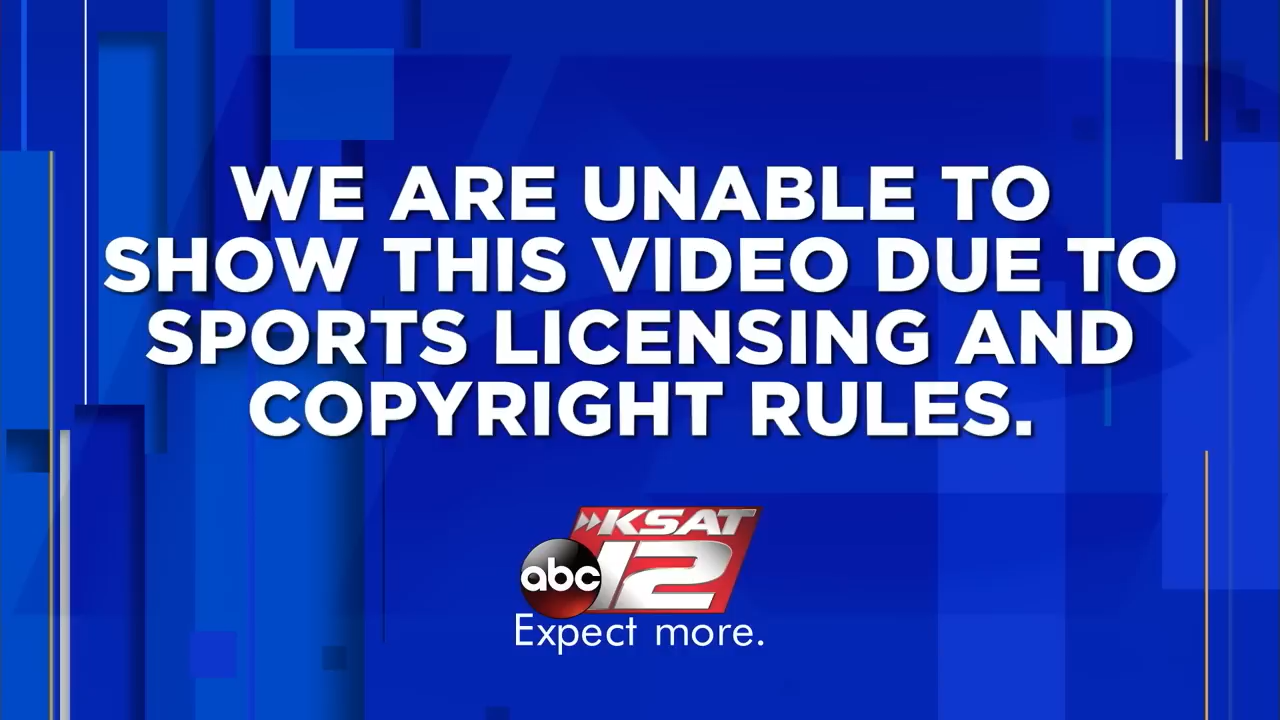 WE ARE UNABLE TO
SHOW THIS VIDEO DUE TO
SPORTS LICENSING AND
COPYRIGHT RULES.
KSAT
abc 12
Expect more.